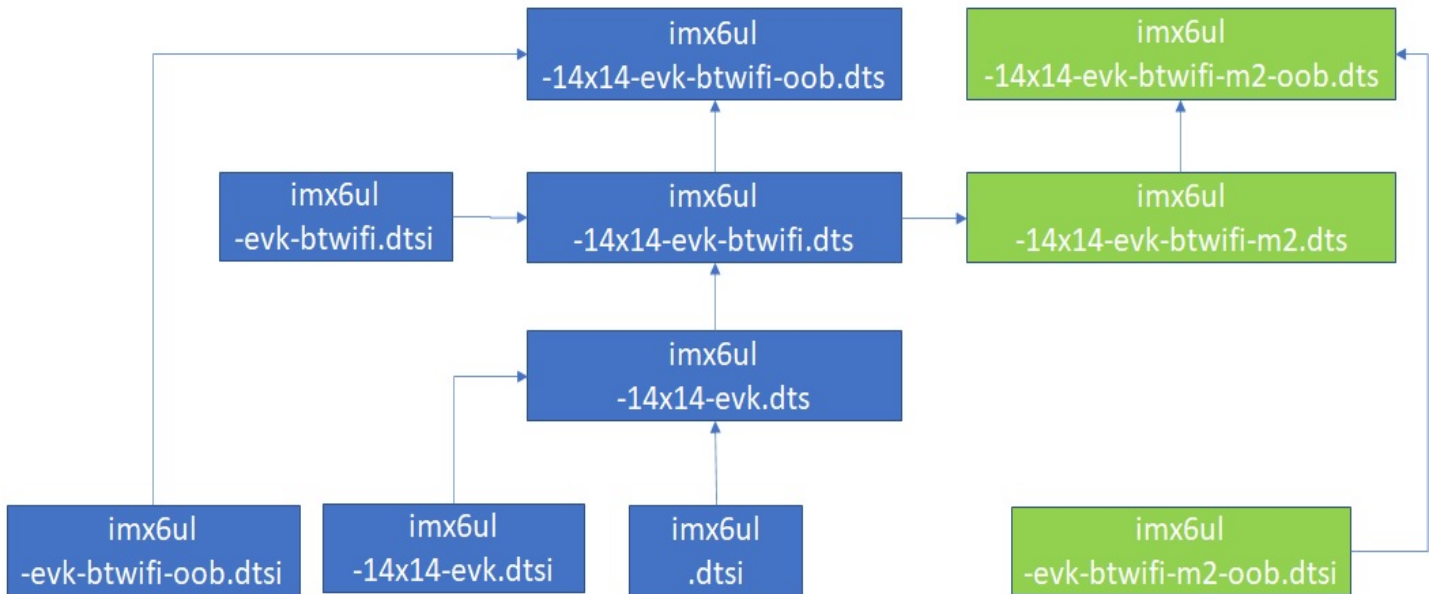 imx6ul
-14x14-evk-btwifi-oob.dts
imx6ul
-14x14-evk-btwifi-m2-oob.dts
imx6ul
-evk-btwifi.dtsi
imx6ul
-14x14-evk-btwifi.dts
imx6ul
-14x14-evk-btwifi-m2.dts
imx6ul
-14x14-evk.dts
imx6ul
-evk-btwifi-oob.dtsi
imx6ul
-14x14-evk.dtsi
imx6ul
.dtsi
imx6ul
-evk-btwifi-m2-oob.dtsi